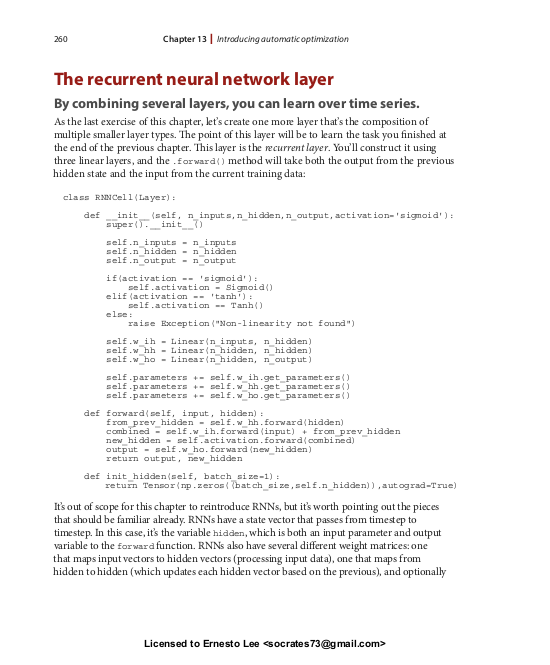 260
Chapter 13 | Introducing automatic optimization
The recurrent neural network layer
By combining several layers, you can learn over time series.
As the last exercise of this chapter, let's create one more layer that's the composition of
multiple smaller layer types. The point of this layer will be to learn the task you finished at
the end of the previous chapter. This layer is the recurrent layer. You'll construct it using
three linear layers, and the .forward() method will take both the output from the previous
hidden state and the input from the current training data:
class RNNCell(Layer):
    def __init__(self, n_inputs,n_hidden,n_output,activation='sigmoid'):
        super().__init__()
        self.n_inputs = n_inputs
        self.n_hidden = n_hidden
        self.n_output = n_output
        if(activation == 'sigmoid'):
            self.activation = Sigmoid()
        elif(activation == 'tanh'):
            self.activation == Tanh()
        else:
            raise Exception("Non-linearity not found")
        self.w_ih = Linear(n_inputs, n_hidden)
        self.w_hh = Linear(n_hidden, n_hidden)
        self.w_ho = Linear(n_hidden, n_output)
        self.parameters += self.w_ih.get_parameters()
        self.parameters += self.w_hh.get_parameters()
        self.parameters += self.w_ho.get_parameters()
    def forward(self, input, hidden):
        from_prev_hidden = self.w_hh.forward(hidden)
        combined = self.w_ih.forward(input) + from_prev_hidden
        new_hidden = self.activation.forward(combined)
        output = self.w_ho.forward(new_hidden)
        return output, new_hidden
    def init_hidden(self, batch_size=1):
        return Tensor(np.zeros((batch_size,self.n_hidden)),autograd=True)
It's out of scope for this chapter to reintroduce RNNs, but it's worth pointing out the pieces
that should be familiar already. RNNs have a state vector that passes from timestep to
timestep. In this case, it's the variable hidden, which is both an input parameter and output
variable to the forward function. RNNs also have several different weight matrices: one
that maps input vectors to hidden vectors (processing input data), one that maps from
hidden to hidden (which updates each hidden vector based on the previous), and optionally
Licensed to Ernesto Lee <socrates73@gmail.com>